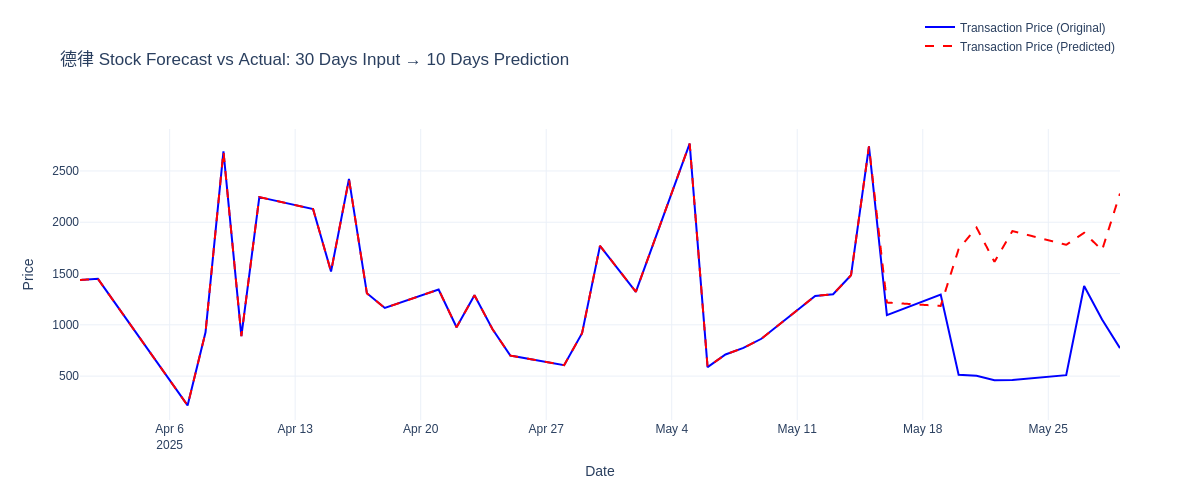 Transaction Price (Original)
Transaction Price (Predicted)
德律 Stock Forecast vs Actual: 30 Days Input → 10 Days Prediction
Price
2500
2000
1500
1000
500
Apr 6
2025
Apr 13
Apr 20
Apr 27
May 4
May 11
May 18
May 25
Date